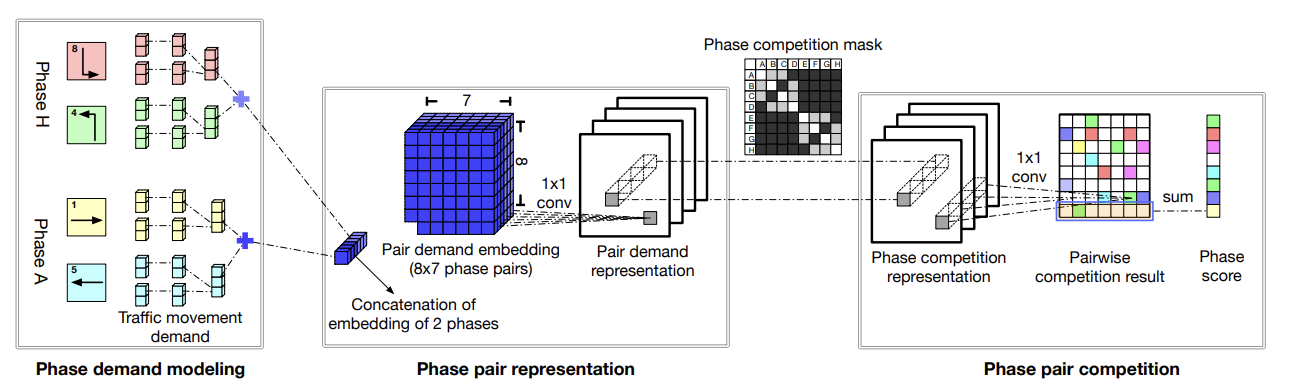 Phase H
8
4
Phase A
1
5
Traffic movement
demand
Phase demand modeling
7
8
1x1
conv
Pair demand embedding
(8x7 phase pairs)
Pair demand
representation
Concatenation of
embedding of 2 phases
Phase pair representation
Phase competition mask
A B C D E F G H
A
B
C
D
E
F
G
H
1x1
conv
sum
Phase competition
representation
Pairwise
competition result
Phase
score
Phase pair competition